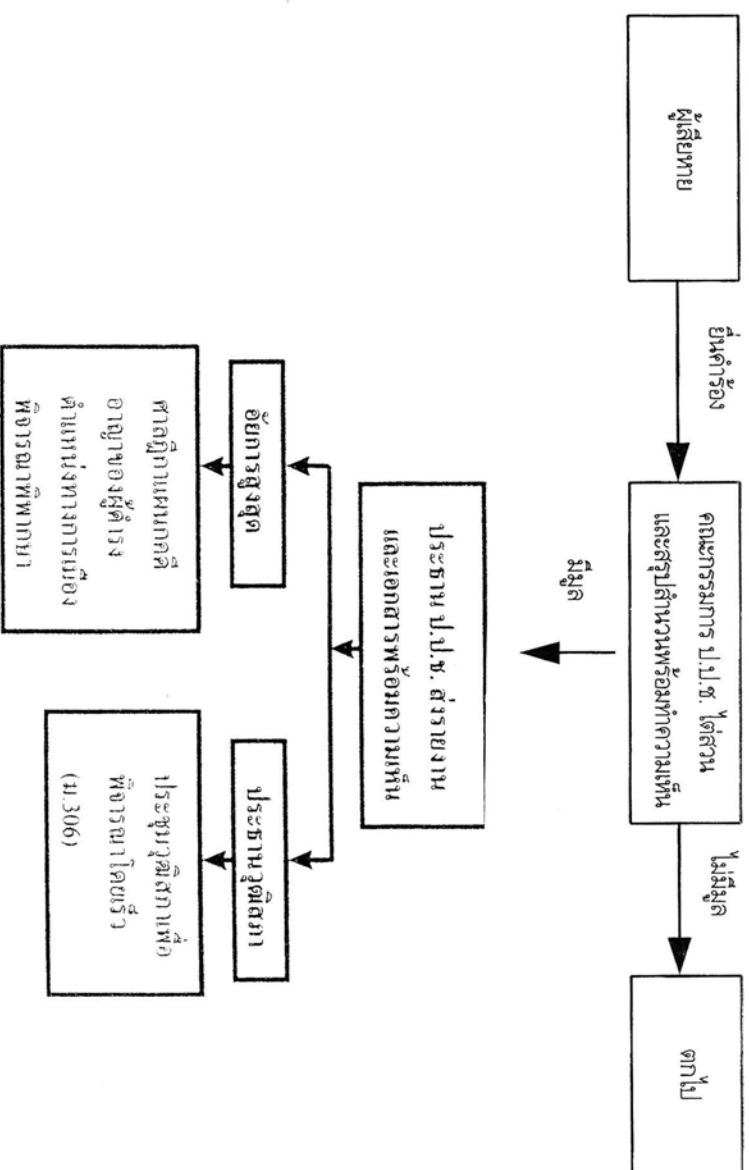 ผู้เสียหาย
ยื่นคำร้อง
คณะกรรมการ ป.ป.ช. ไต่สวน
และสรุปสำนวนพร้อมทำความเห็น
ไม่มีมูล
ตกไป
มีมูล
ประธาน ป.ป.ช. ส่งรายงาน
และเอกสารพร้อมความเห็น
อัยการสูงสุด
ประธานวุฒิสภา
ศาลฎีกาแผนกคดี
อาญาของผู้ดำรง
ตำแหน่งทางการเมือง
พิจารณาพิพากษา
ประชุมวุฒิสภาเพื่อ
พิจารณาโดยเร็ว
(ม.306)